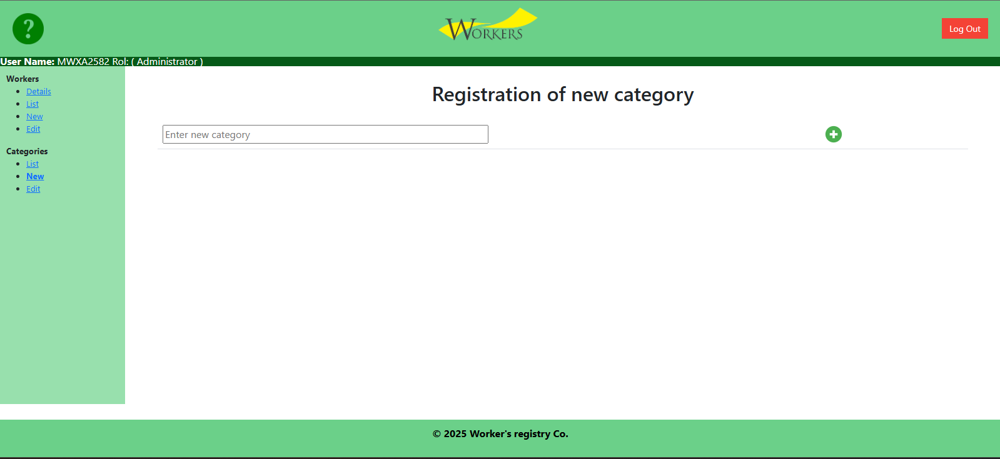 ?
WORKERS
Log Out
User Name: MWXA2582 Rol: ( Administrator )
Workers
Details
List
New
Edit
Categories
List
New
Edit
Registration of new category
Enter new category
© 2025 Worker's registry Co.